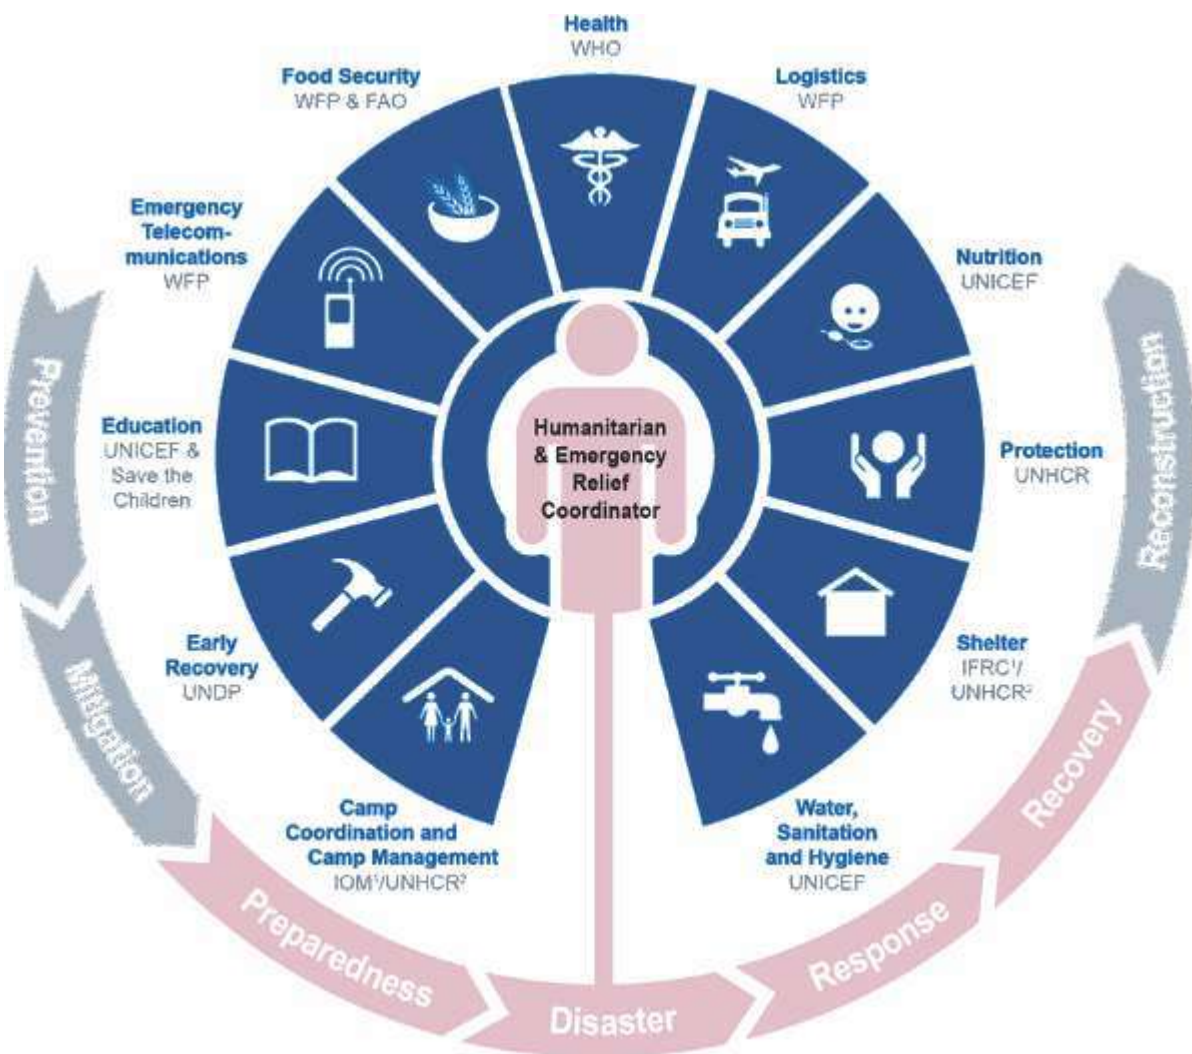 Health
WHO
Logistics
WFP
Food Security
WFP & FAO
Emergency
Telecom-
munications
WFP
Nutrition
UNICEF
Education
UNICEF &
Save the
Children
Protection
UNHCR
Humanitarian
& Emergency
Relief
Coordinator
Early
Recovery
UNDP
Shelter
IFRC¹/
UNHCR²
Camp
Coordination and
Camp Management
IOM¹/UNHCR²
Water,
Sanitation
and Hygiene
UNICEF
Prevention
Mitigation
Preparedness
Disaster
Response
Recovery
Reconstruction